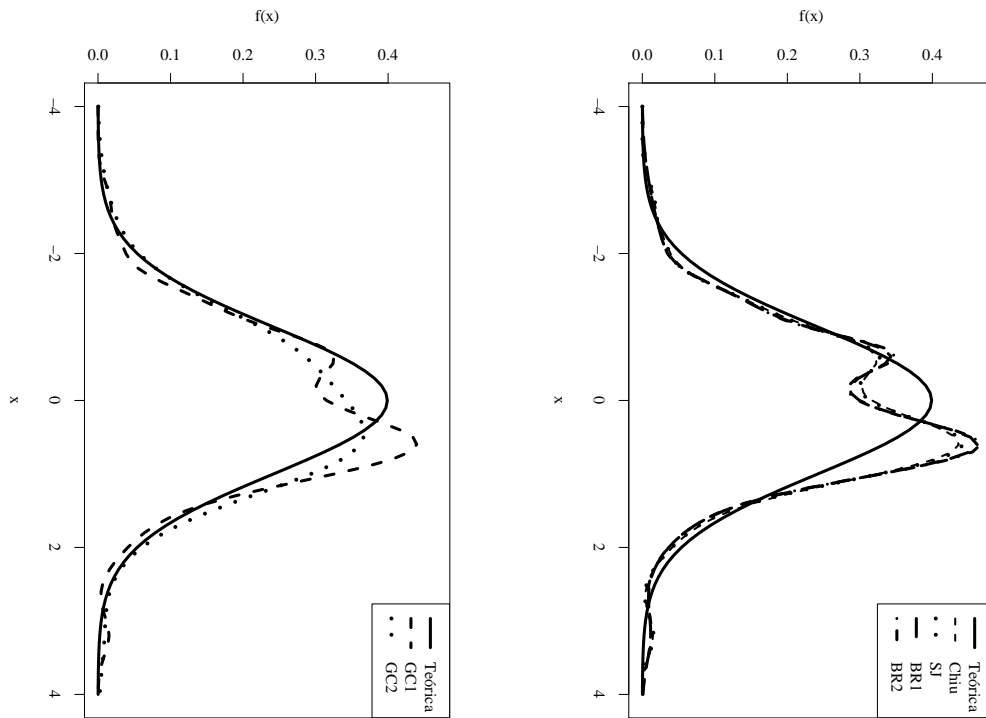 f(x)
0.0 0.1 0.2 0.3 0.4
-4 -2 0 2 4
x
Teórica
GC1
GC2
f(x)
0.0 0.1 0.2 0.3 0.4
-4 -2 0 2 4
x
Teórica
Chiu
SJ
BR1
BR2